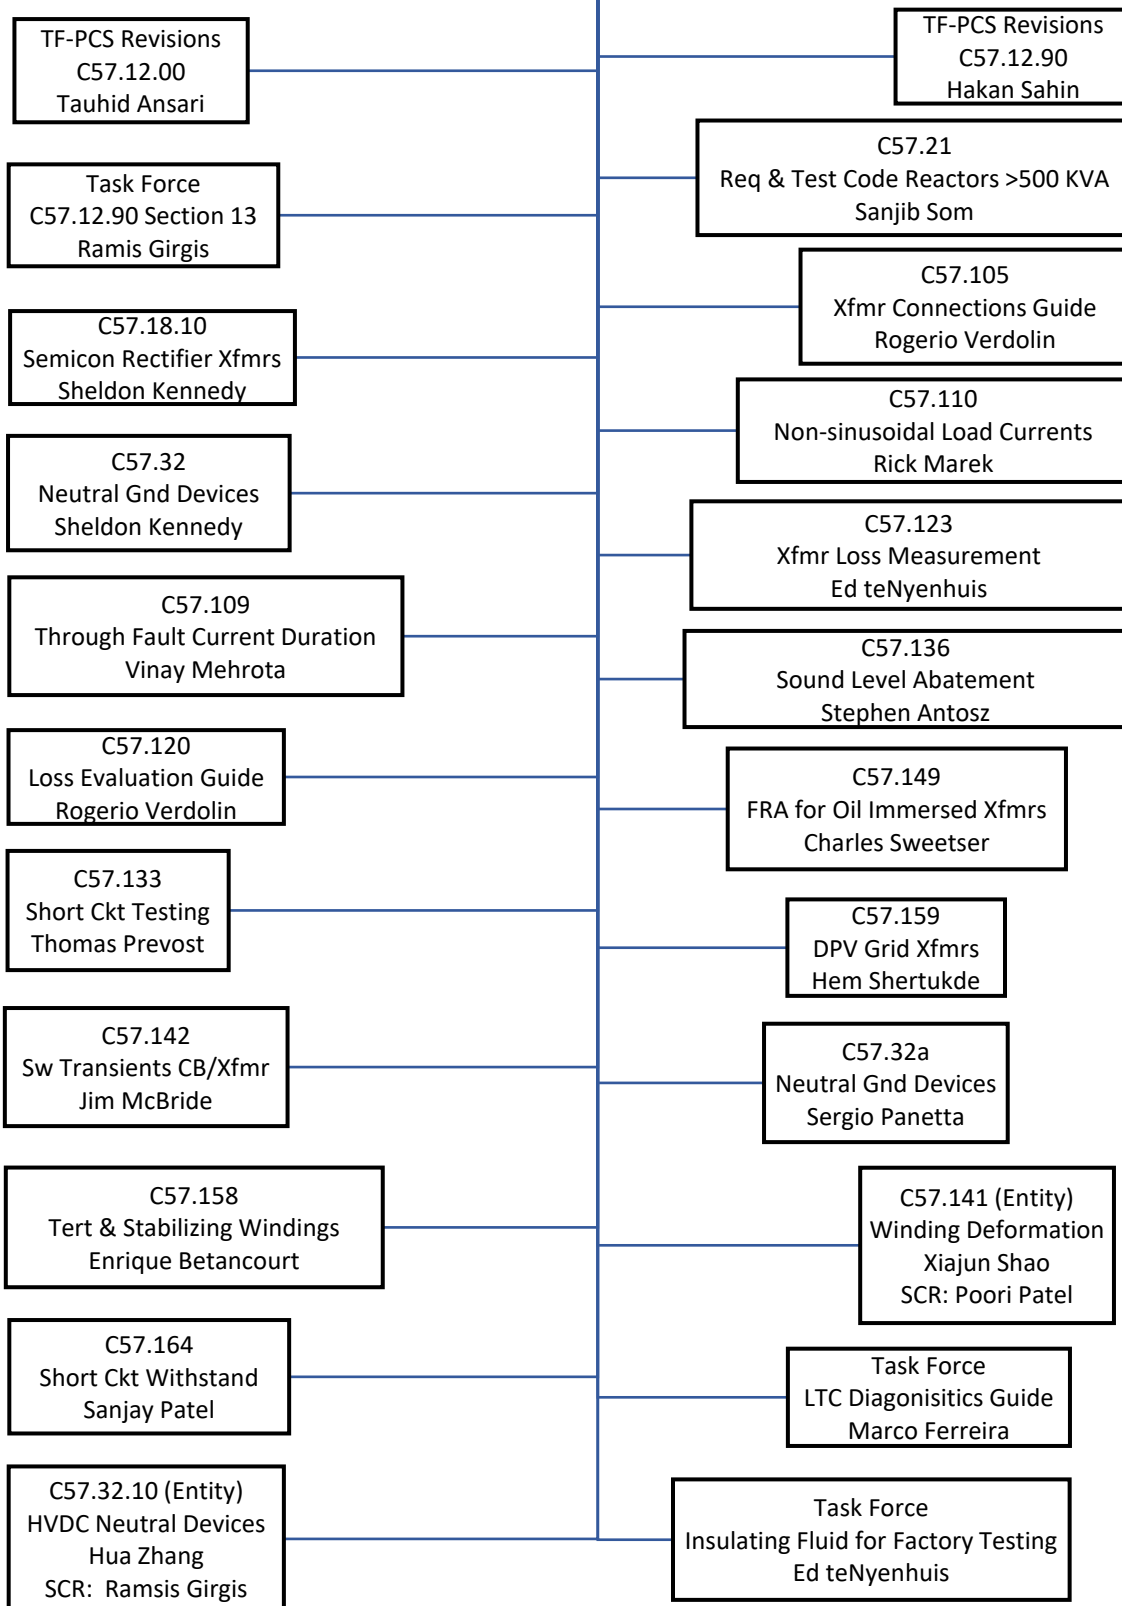 TF-PCS Revisions
C57.12.00
Tauhid Ansari
Task Force
C57.12.90 Section 13
Ramis Girgis
C57.18.10
Semicon Rectifier Xfmrs
Sheldon Kennedy
C57.32
Neutral Gnd Devices
Sheldon Kennedy
C57.109
Through Fault Current Duration
Vinay Mehrota
C57.120
Loss Evaluation Guide
Rogerio Verdolin
C57.133
Short Ckt Testing
Thomas Prevost
C57.142
Sw Transients CB/Xfmr
Jim McBride
C57.158
Tert & Stabilizing Windings
Enrique Betancourt
C57.164
Short Ckt Withstand
Sanjay Patel
C57.32.10 (Entity)
HVDC Neutral Devices
Hua Zhang
SCR:  Ramsis Girgis
TF-PCS Revisions
C57.12.90
Hakan Sahin
C57.21
Req & Test Code Reactors >500 KVA
Sanjib Som
C57.105
Xfmr Connections Guide
Rogerio Verdolin
C57.110
Non-sinusoidal Load Currents
Rick Marek
C57.123
Xfmr Loss Measurement
Ed teNyenhuis
C57.136
Sound Level Abatement
Stephen Antosz
C57.149
FRA for Oil Immersed Xfmrs
Charles Sweetser
C57.159
DPV Grid Xfmrs
Hem Shertukde
C57.32a
Neutral Gnd Devices
Sergio Panetta
C57.141 (Entity)
Winding Deformation
Xiajun Shao
SCR: Poori Patel
Task Force
LTC Diagonisitics Guide
Marco Ferreira
Task Force
Insulating Fluid for Factory Testing
Ed teNyenhuis